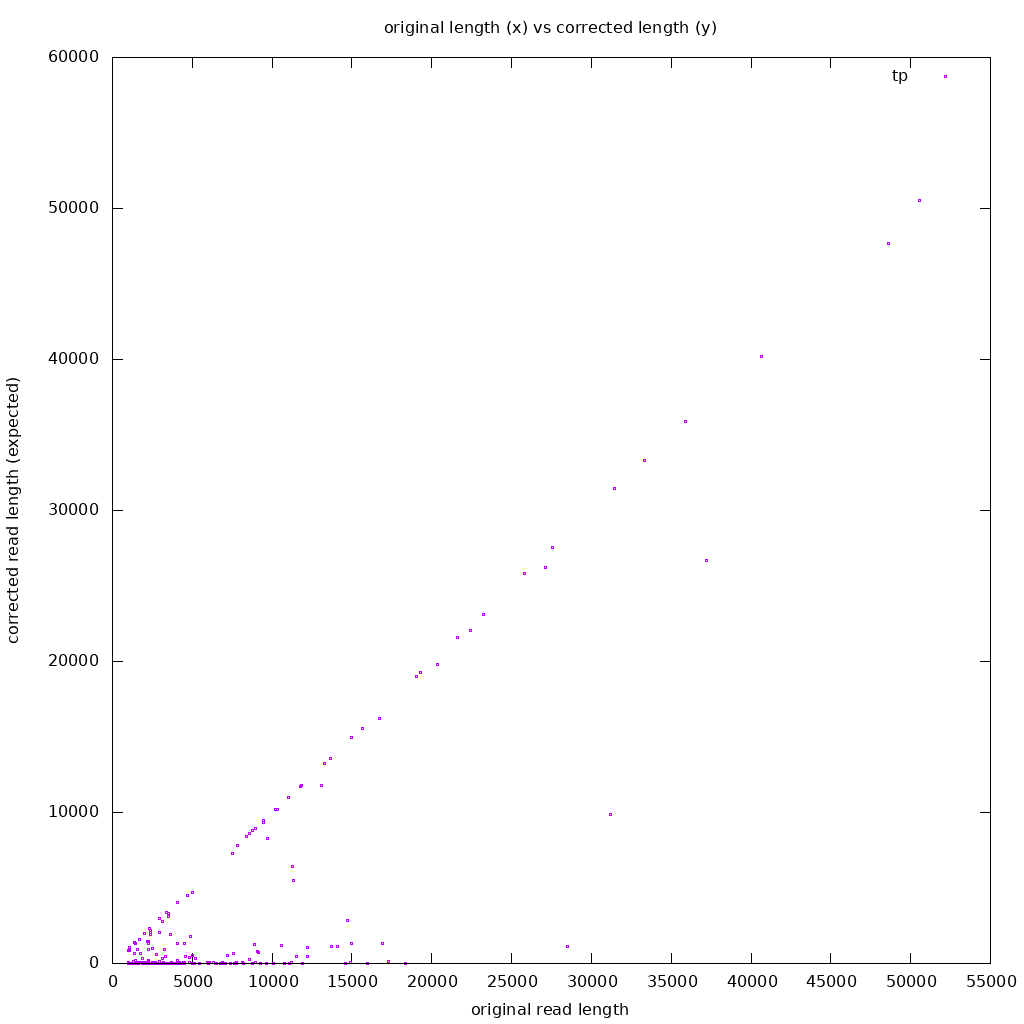 original length (x) vs corrected length (y)
60000
tp
50000
40000
30000
20000
10000
0
corrected read length (expected)
0 5000 10000 15000 20000 25000 30000 35000 40000 45000 50000 55000
original read length